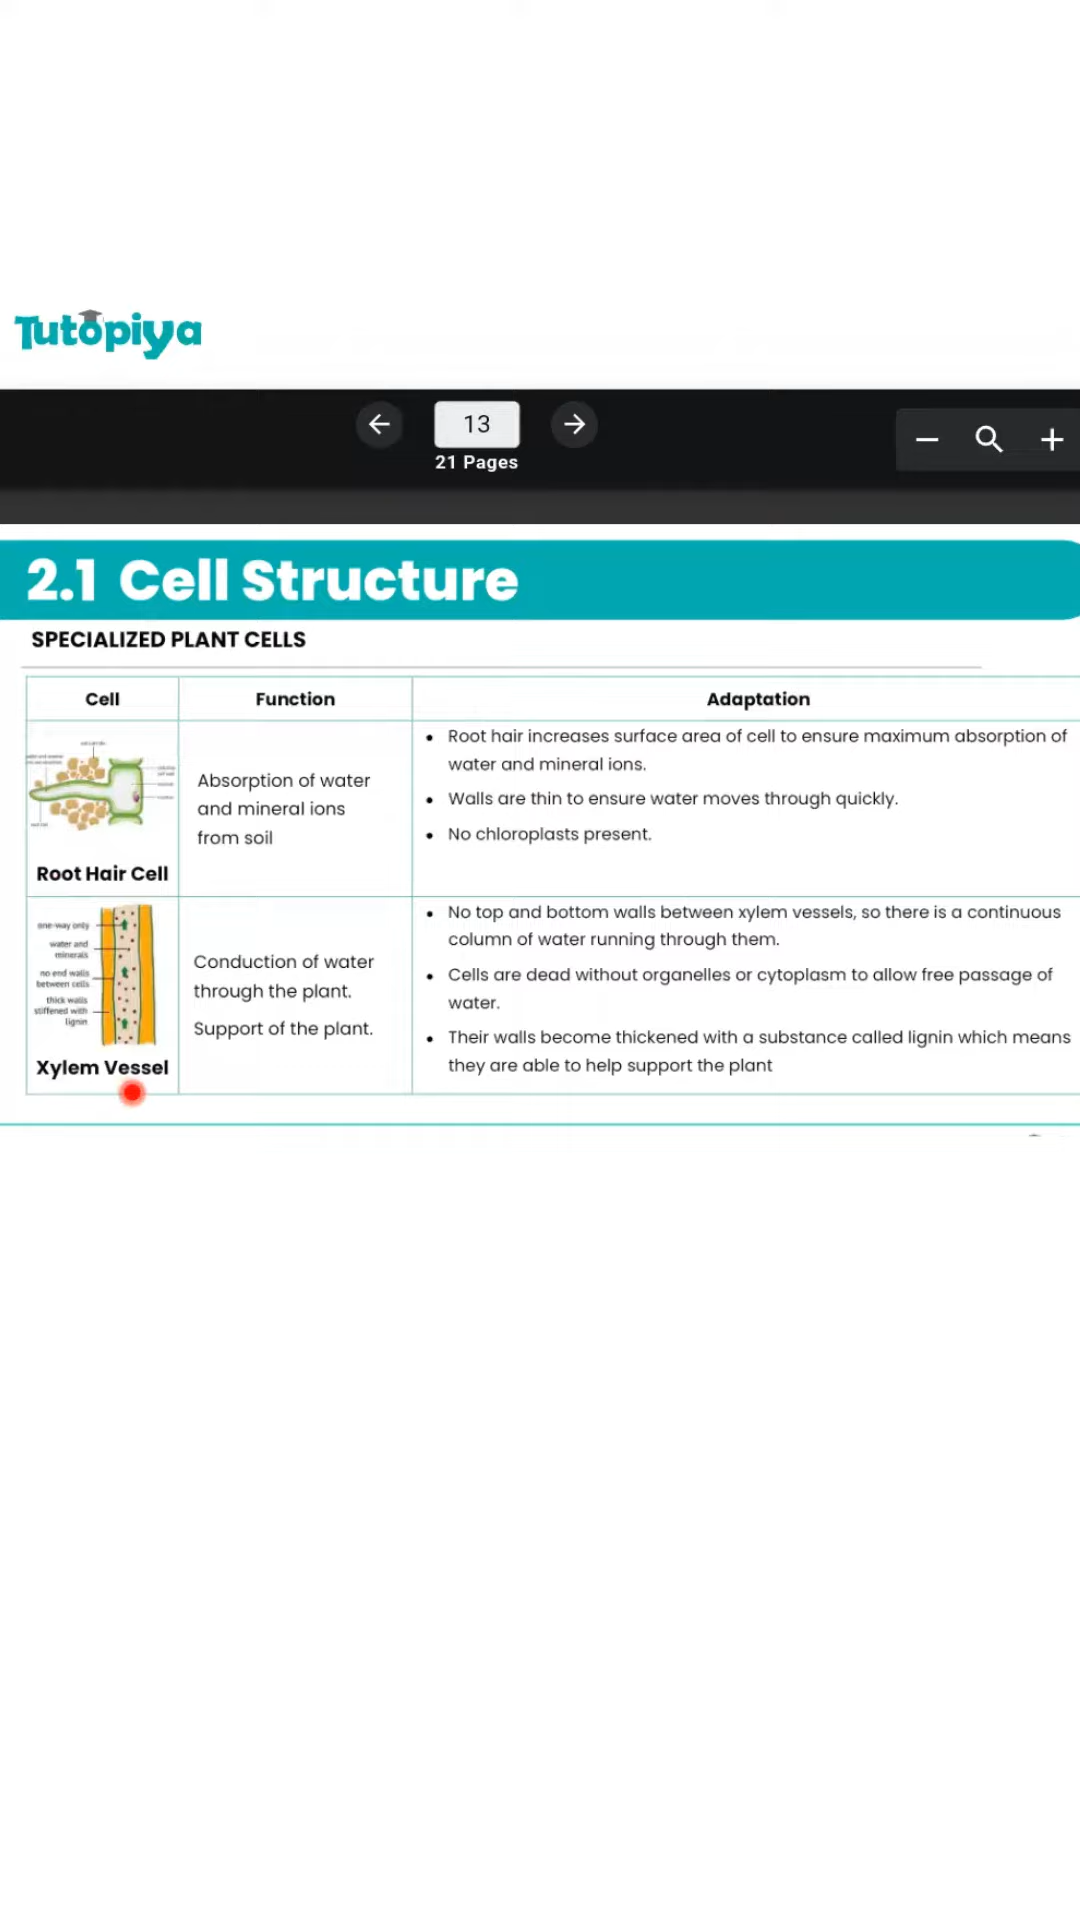 Tutopiya
13
21 Pages
2.1 Cell Structure
SPECIALIZED PLANT CELLS
Cell
Function
Adaptation
Root Hair Cell
Absorption of water
and mineral ions
from soil
• Root hair increases surface area of cell to ensure maximum absorption of
water and mineral ions.
• Walls are thin to ensure water moves through quickly.
• No chloroplasts present.
one-way only
water and
minerals
no end walls
between cells
thick walls
stiffened with
lignin
Xylem Vessel
Conduction of water
through the plant.
Support of the plant.
• No top and bottom walls between xylem vessels, so there is a continuous
column of water running through them.
• Cells are dead without organelles or cytoplasm to allow free passage of
water.
• Their walls become thickened with a substance called lignin which means
they are able to help support the plant